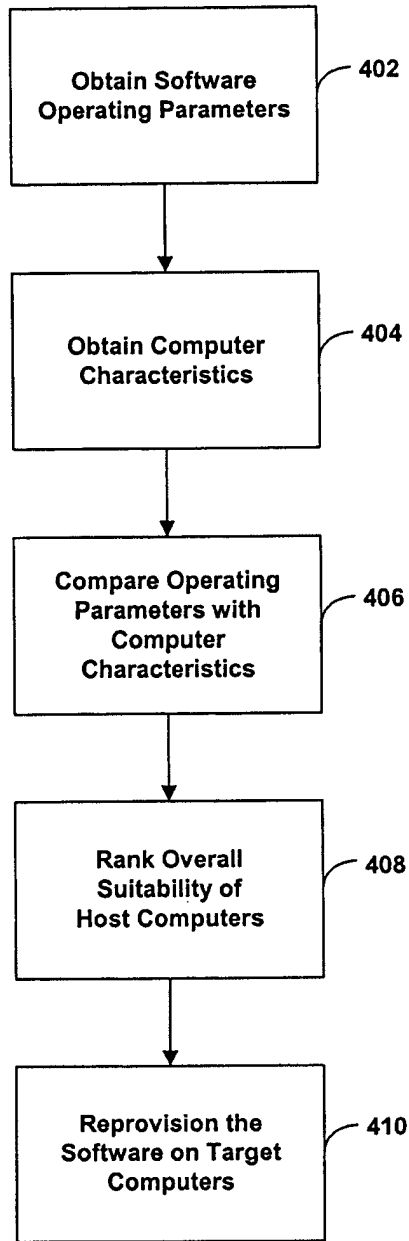 Obtain Software
Operating Parameters
402
Obtain Computer
Characteristics
404
Compare Operating
Parameters with
Computer
Characteristics
406
Rank Overall
Suitability of
Host Computers
408
Reprovision the
Software on Target
Computers
410